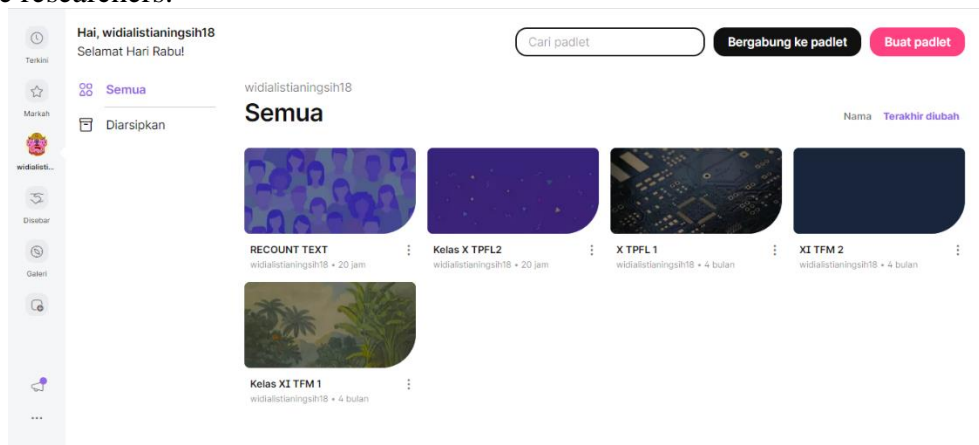 e researchers.
Terkini
Markah
widialisti...
Disebar
Galeri
Hai, widialistianingsih18
Selamat Hari Rabu!
Semua
Diarsipkan
Cari padlet
Bergabung ke padlet
Buat padlet
widialistianingsih18
Semua
Nama Terakhir diubah
RECOUNT TEXT
widialistianingsih18 • 20 jam
Kelas X TPFL2
widialistianingsih18 • 20 jam
X TPFL 1
widialistianingsih18 • 4 bulan
XI TFM 2
widialistianingsih18 • 4 bulan
Kelas XI TFM 1
widialistianingsih18 • 4 bulan